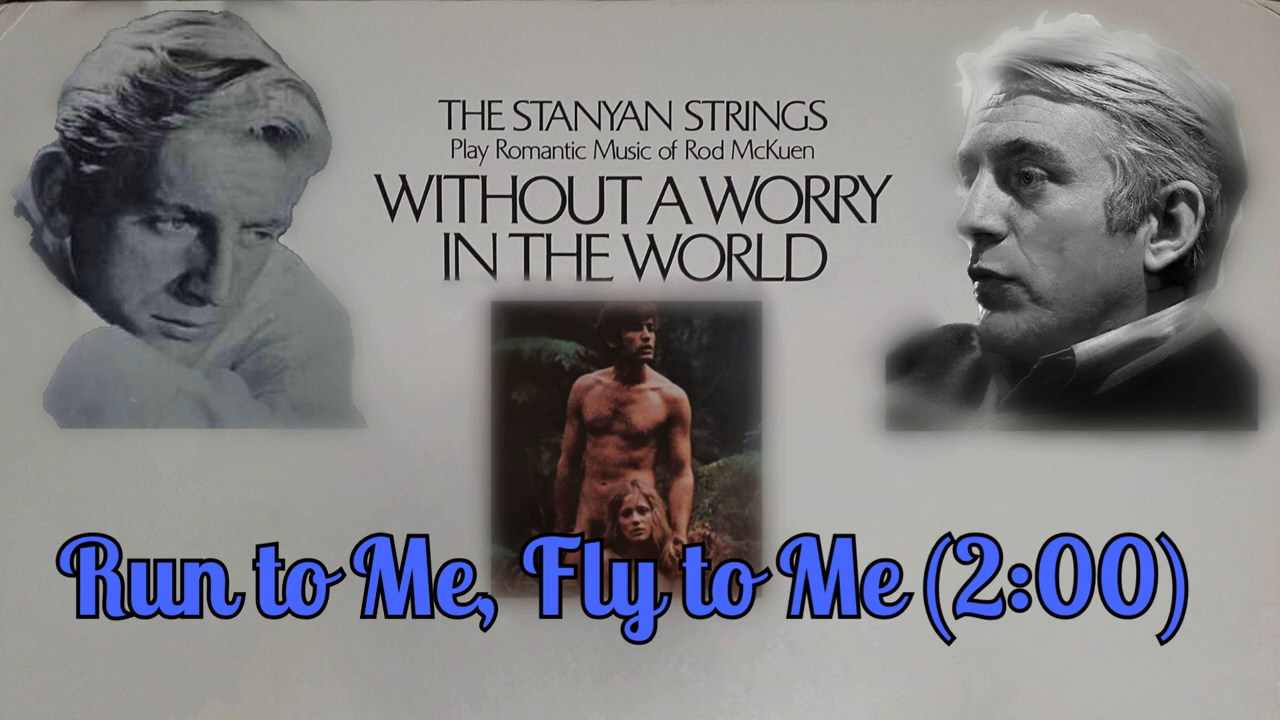 THE STANYAN STRINGS
Play Romantic Music of Rod McKuen
WITHOUT A WORRY
IN THE WORLD
Run to Me, Fly to Me (2:00)